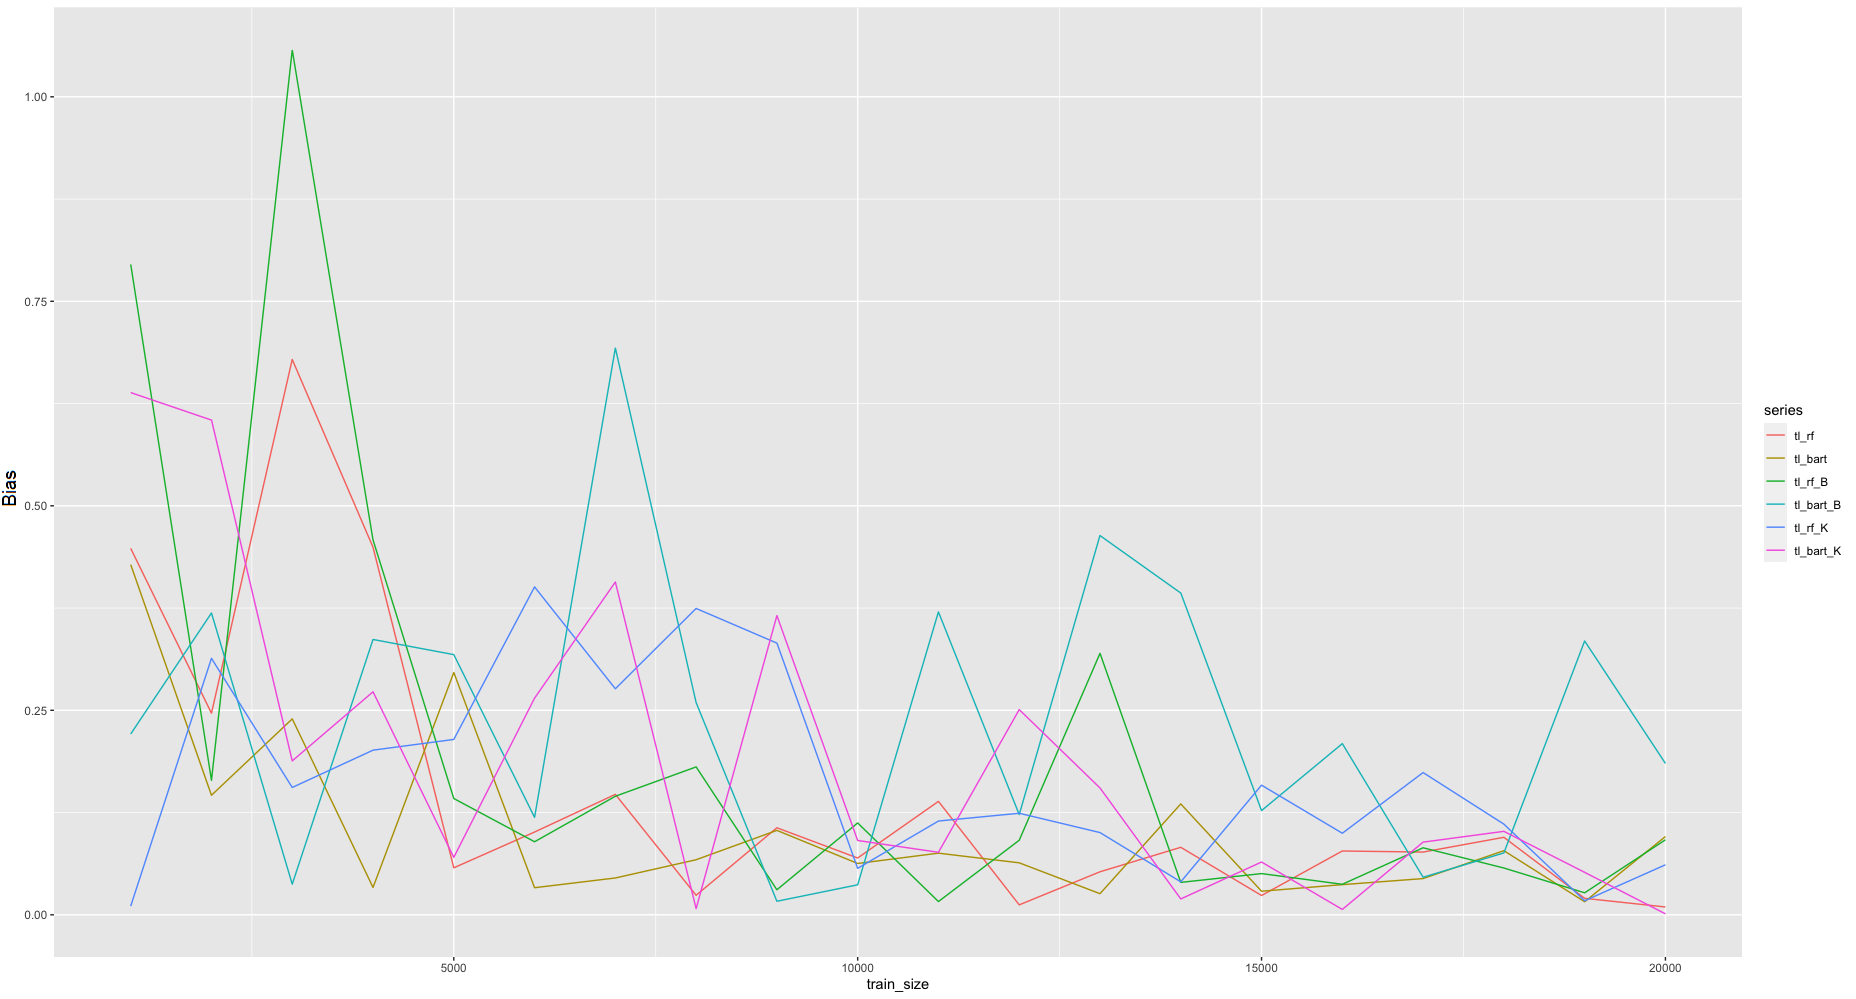 Bias
1.00
0.75
0.50
0.25
0.00
5000
10000
15000
20000
train_size
series
tl_rf
tl_bart
tl_rf_B
tl_bart_B
tl_rf_K
tl_bart_K